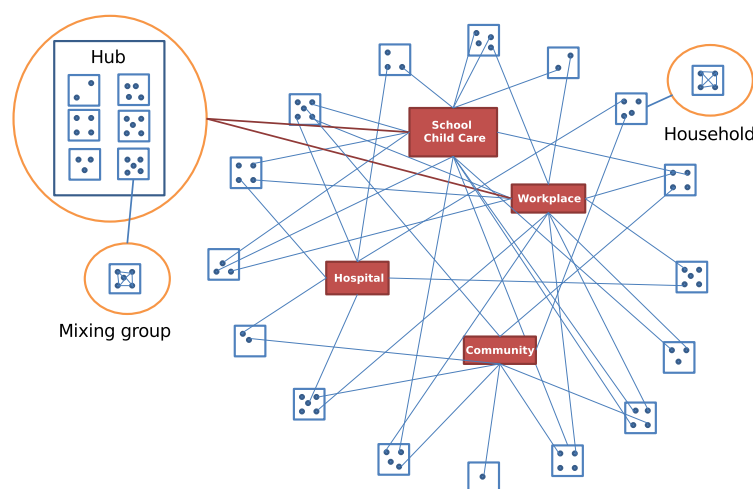 Hub
School
Child Care
Household
Workplace
Hospital
Mixing group
Community